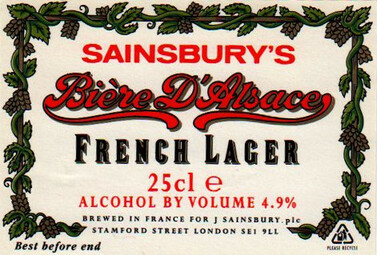 SAINSBURY'S
Bière D'Alsace
FRENCH LAGER
25cl e
ALCOHOL BY VOLUME 4.9%
BREWED IN FRANCE FOR J SAINSBURY.plc
STAMFORD STREET LONDON SE1 9LL
Best before end
PLEASE RECYCLE